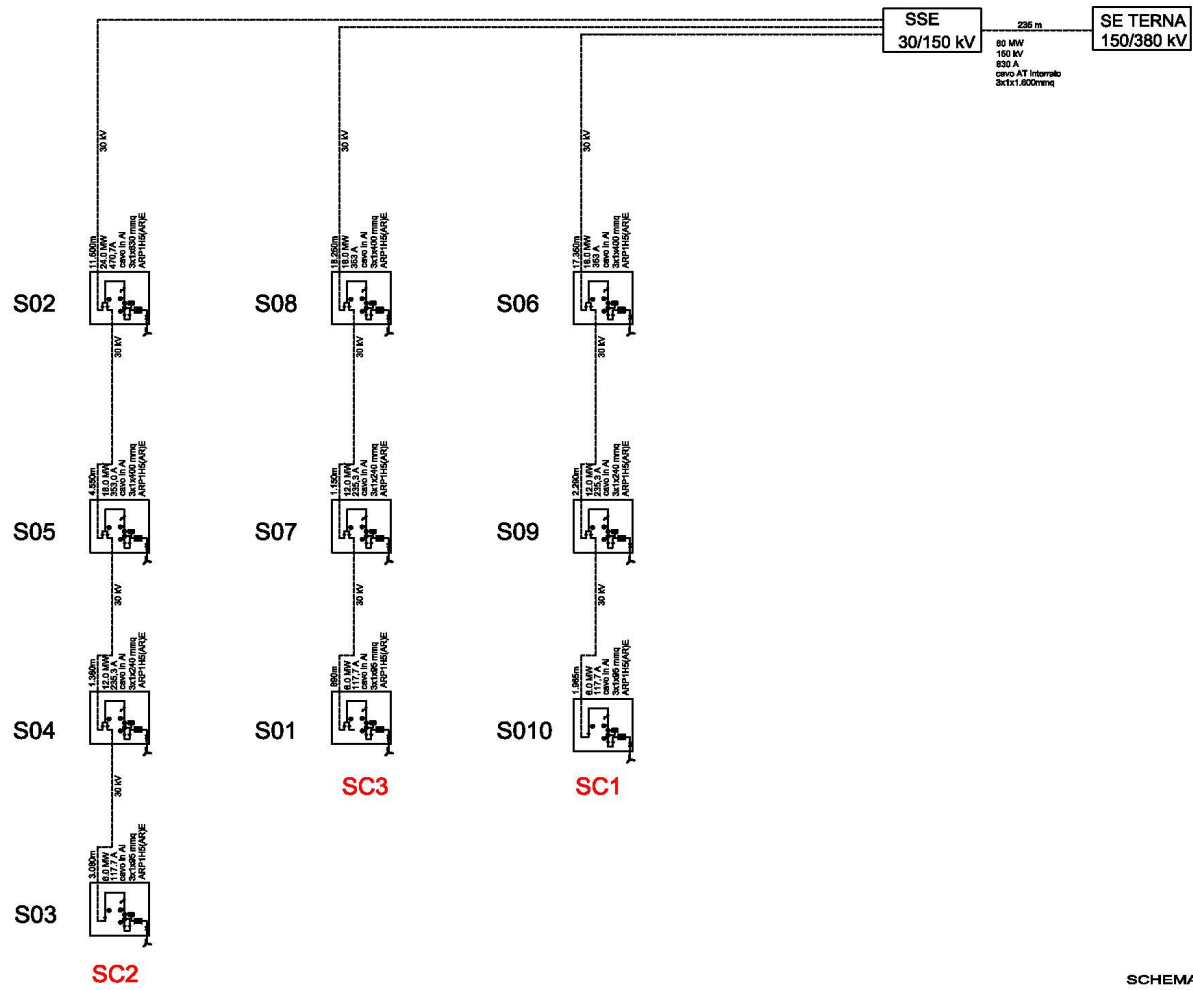 SSE
30/150 kV
235 m
SE TERNA
150/380 kV
60 MW
150 kV
630 A
cavo AT interrato
3x1x1.600mmq
30 kV
30 kV
30 kV
S02
11.500m
24.0 MW
470,7A
cavo in Al
3x1x630 mmq
ARP1H5(AR)E
30 kV
S08
18.250m
18.0 MW
353 A
cavo in Al
3x1x400 mmq
ARP1H5(AR)E
30 kV
S06
17.350m
18.0 MW
353 A
cavo in Al
3x1x400 mmq
ARP1H5(AR)E
30 kV
S05
4.550m
18.0 MW
353,0 A
cavo in Al
3x1x400 mmq
ARP1H5(AR)E
30 kV
S07
1.150m
12.0 MW
235,3 A
cavo in Al
3x1x240 mmq
ARP1H5(AR)E
30 kV
S09
2.290m
12.0 MW
235,3 A
cavo in Al
3x1x240 mmq
ARP1H5(AR)E
30 kV
S04
1.360m
12.0 MW
235,3 A
cavo in Al
3x1x240 mmq
ARP1H5(AR)E
30 kV
S01
890m
6.0 MW
117,7 A
cavo in Al
3x1x95 mmq
ARP1H5(AR)E
S010
1.965m
6.0 MW
117,7 A
cavo in Al
3x1x95 mmq
ARP1H5(AR)E
SC3
SC1
S03
3.080m
6.0 MW
117,7 A
cavo in Al
3x1x95 mmq
ARP1H5(AR)E
SC2
SCHEMA